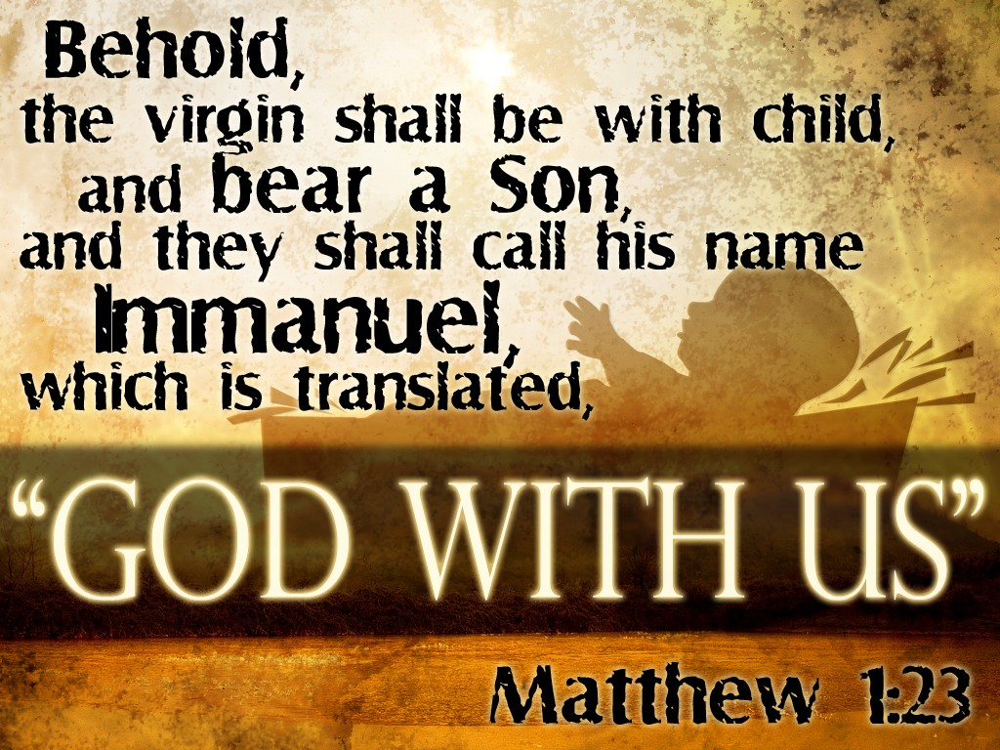 Behold,
the virgin shall be with child,
and bear a Son,
and they shall call his name
Immanuel,
which is translated,
“GOD WITH US”
Matthew 1:23